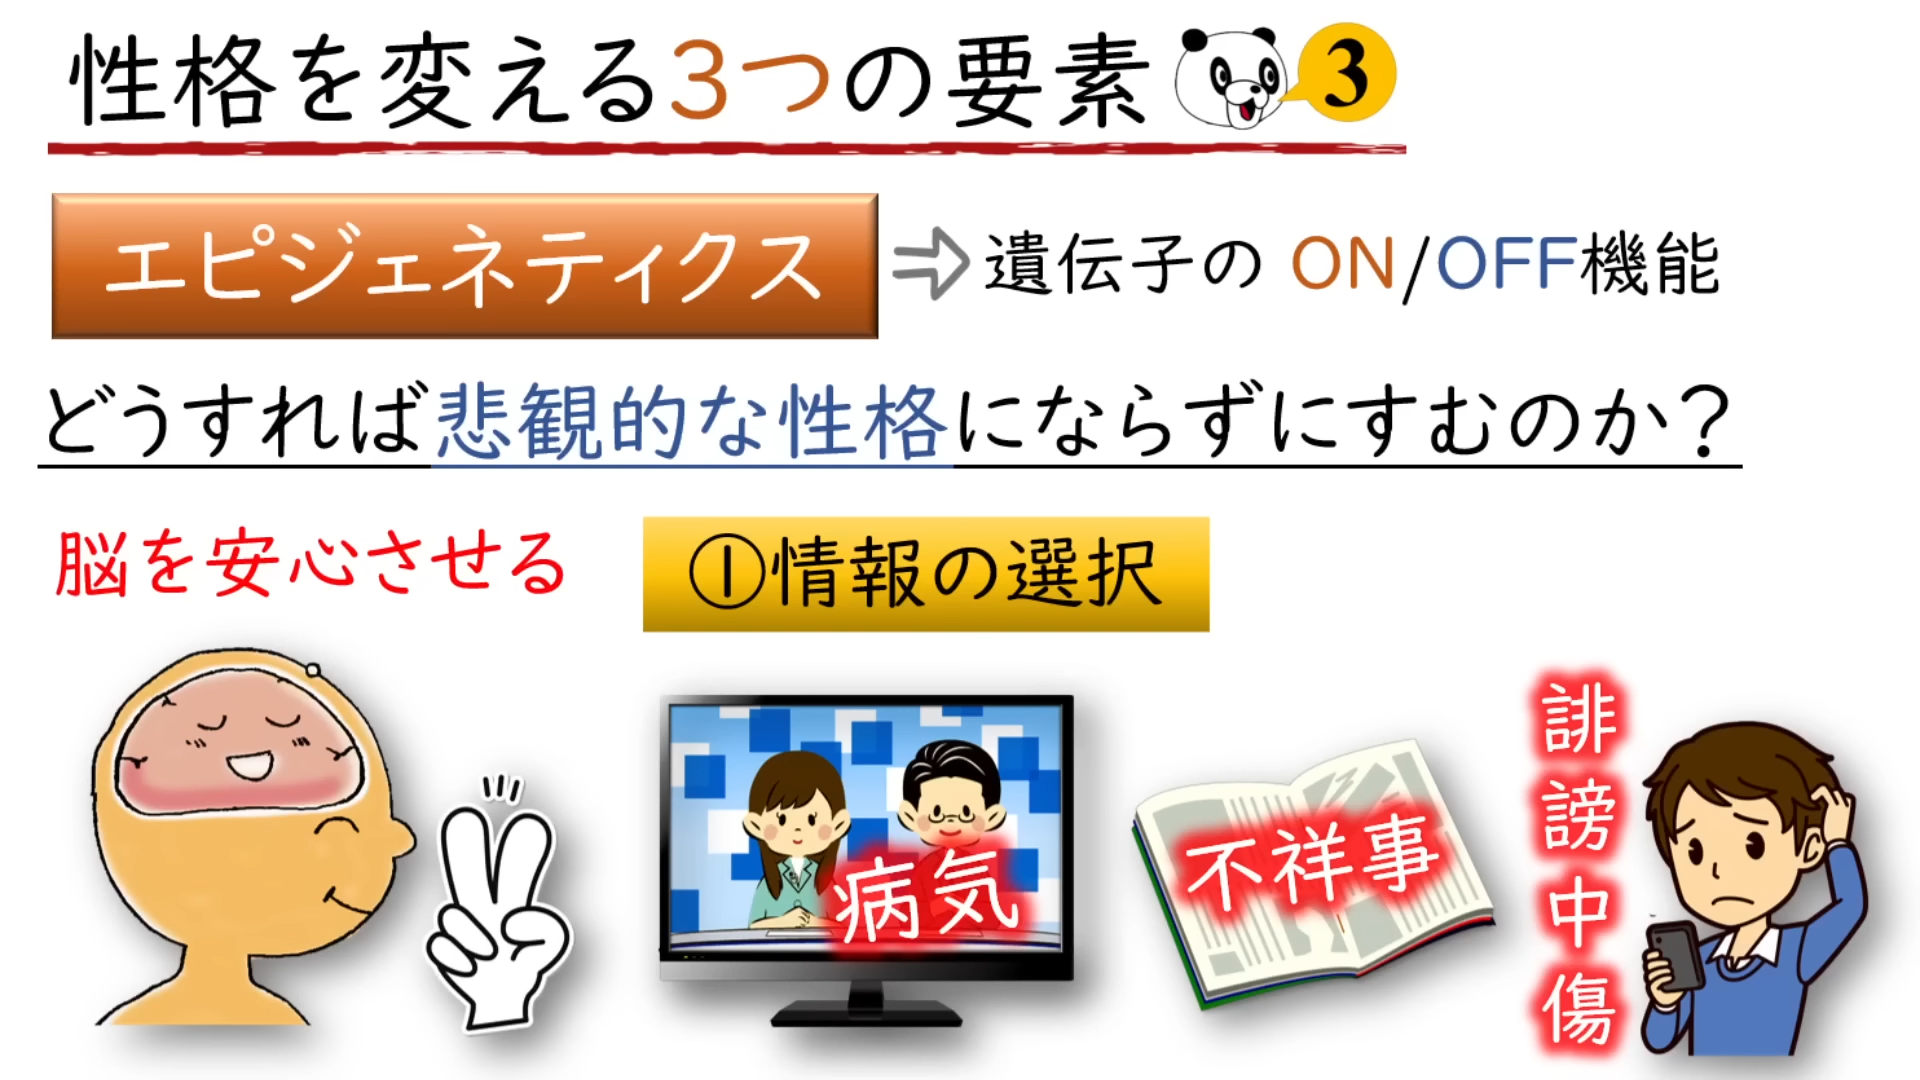 性格を変える3つの要素
3
エピジェネティクス
遺伝子の ON/OFF機能
どうすれば悲観的な性格にならずにすむのか？
脳を安心させる
①情報の選択
病気
不祥事
誹謗中傷